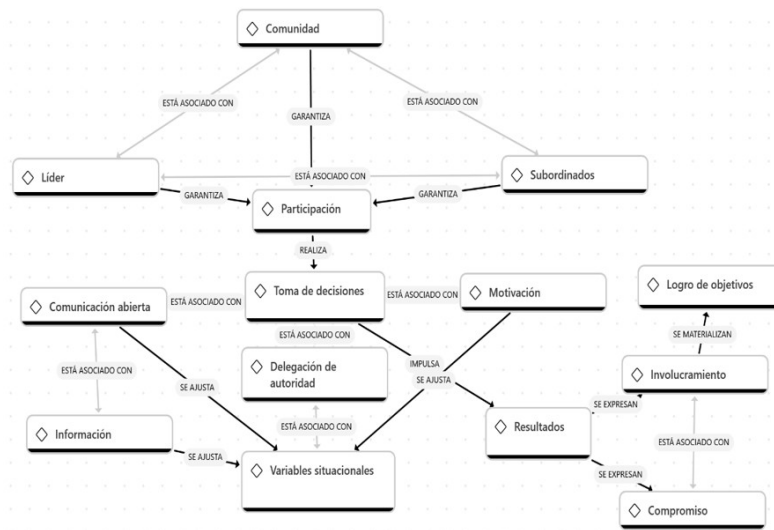 Comunidad
ESTÁ ASOCIADO CON
ESTÁ ASOCIADO CON
GARANTIZA
Líder
ESTÁ ASOCIADO CON
Subordinados
GARANTIZA
GARANTIZA
Participación
REALIZA
Comunicación abierta
ESTÁ ASOCIADO CON
Toma de decisiones
ESTÁ ASOCIADO CON
Motivación
Logro de objetivos
ESTÁ ASOCIADO CON
SE MATERIALIZAN
ESTÁ ASOCIADO CON
SE AJUSTA
Delegación de
autoridad
IMPULSA
SE AJUSTA
Involucramiento
SE EXPRESAN
Información
ESTÁ ASOCIADO CON
Resultados
ESTÁ ASOCIADO CON
SE AJUSTA
Variables situacionales
SE EXPRESAN
Compromiso